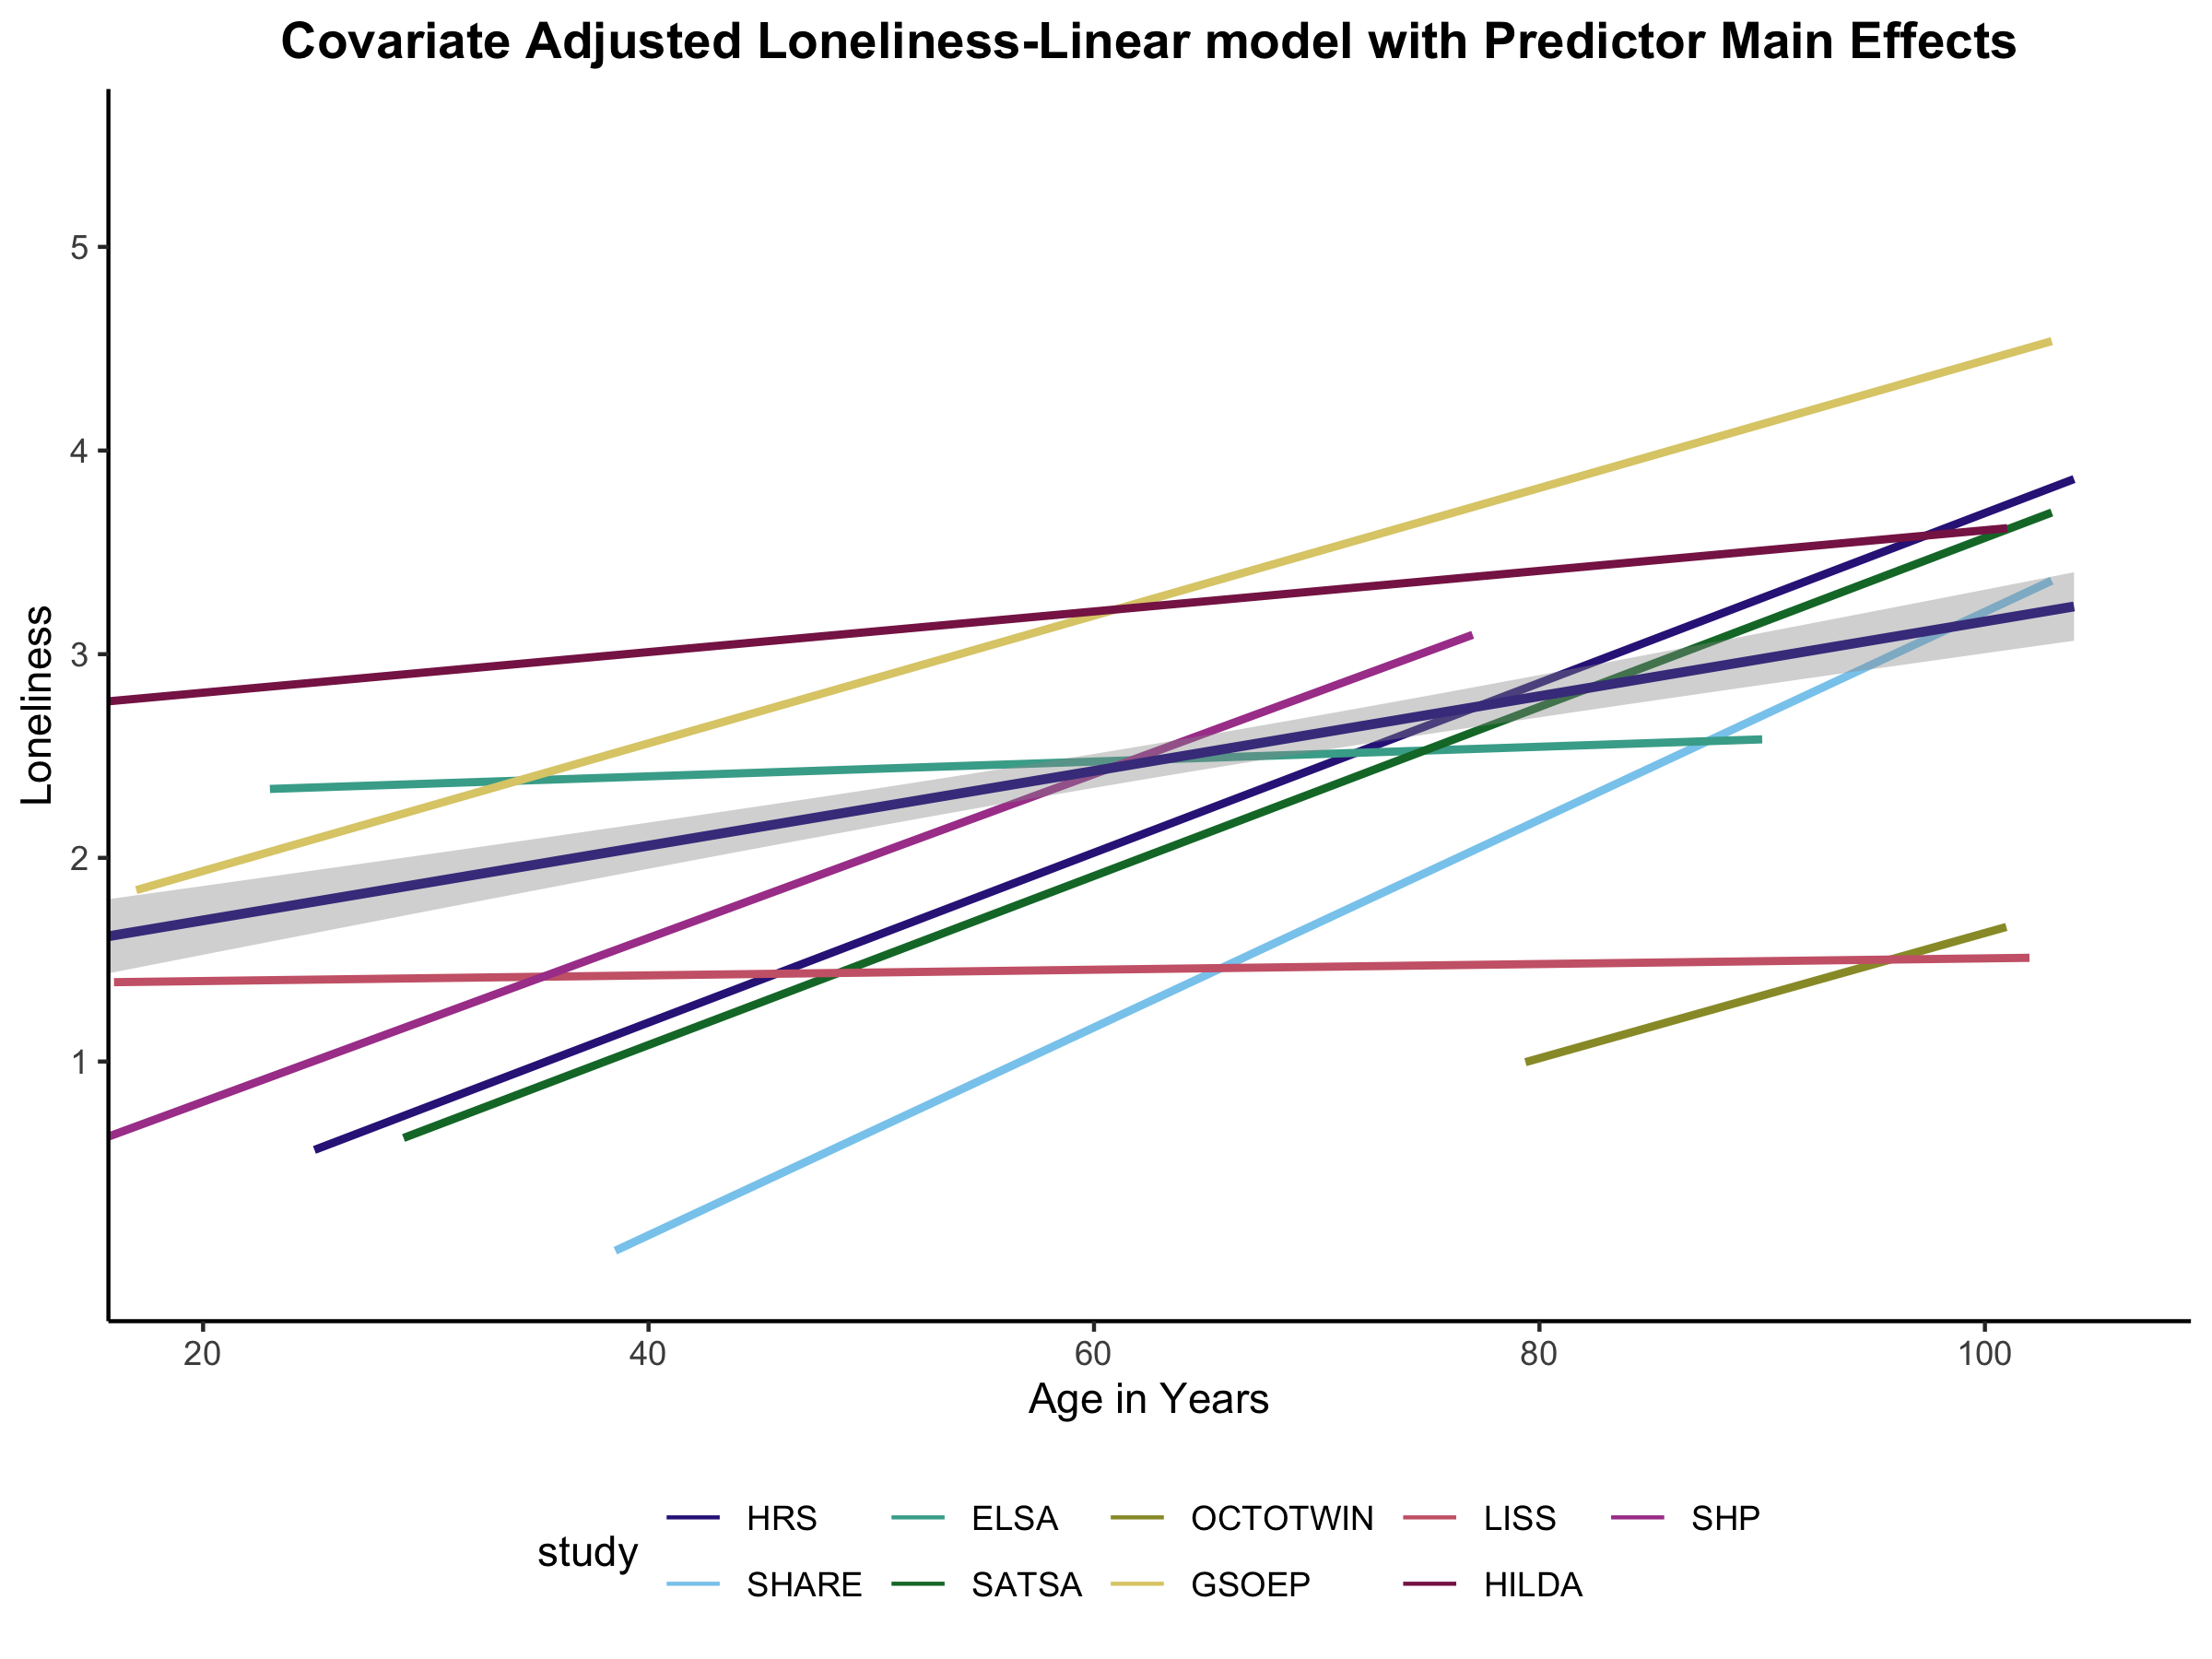 Covariate Adjusted Loneliness-Linear model with Predictor Main Effects
Loneliness
5
4
3
2
1
20 40 60 80 100
Age in Years
study
HRS ELSA OCTOTWIN LISS SHP
SHARE SATSA GSOEP HILDA